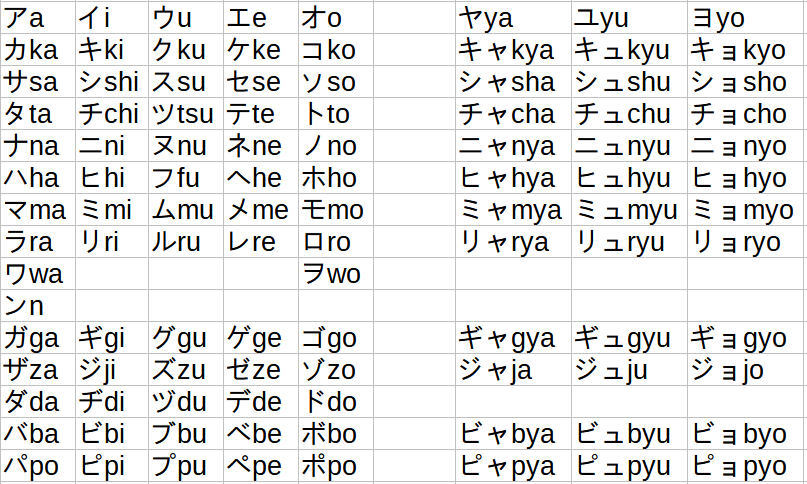 アa イi ウu エe オo ヤya ユyu ヨyo
カka キki クku ケke コko キャkya キュkyu キョkyo
サsa シshi スsu セse ソso シャsha シュshu ショsho
タta チchi ツtsu テte トto チャcha チュchu チョcho
ナna ニni ヌnu ネne ノno ニャnya ニュnyu ニョnyo
ハha ヒhi フfu ヘhe ホho ヒャhya ヒュhyu ヒョhyo
マma ミmi ムmu メme モmo ミャmya ミュmyu ミョmyo
ラra リri ルru レre ロro リャrya リュryu リョryo
ワwa ヲwo
ンn
ガga ギgi グgu ゲge ゴgo ギャgya ギュgyu ギョgyo
ザza ジji ズzu ゼze ゾzo ジャja ジュju ジョjo
ダda ヂdi ヅdu デde ドdo
バba ビbi ブbu ベbe ボbo ビャbya ビュbyu ビョbyo
パpo ピpi プpu ペpe ポpo ピャpya ピュpyu ピョpyo